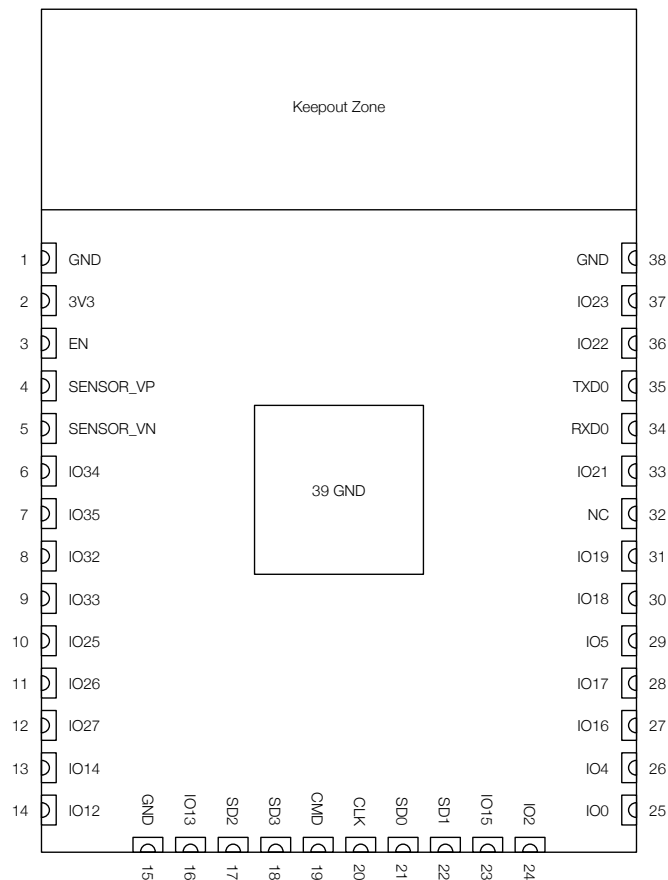 Keepout Zone
1 GND
2 3V3
3 EN
4 SENSOR_VP
5 SENSOR_VN
6 IO34
7 IO35
8 IO32
9 IO33
10 IO25
11 IO26
12 IO27
13 IO14
14 IO12
39 GND
GND 38
IO23 37
IO22 36
TXD0 35
RXD0 34
IO21 33
NC 32
IO19 31
IO18 30
IO5 29
IO17 28
IO16 27
IO4 26
IO0 25
GND 15
IO13 16
SD2 17
SD3 18
CMD 19
CLK 20
SD0 21
SD1 22
IO15 23
IO2 24